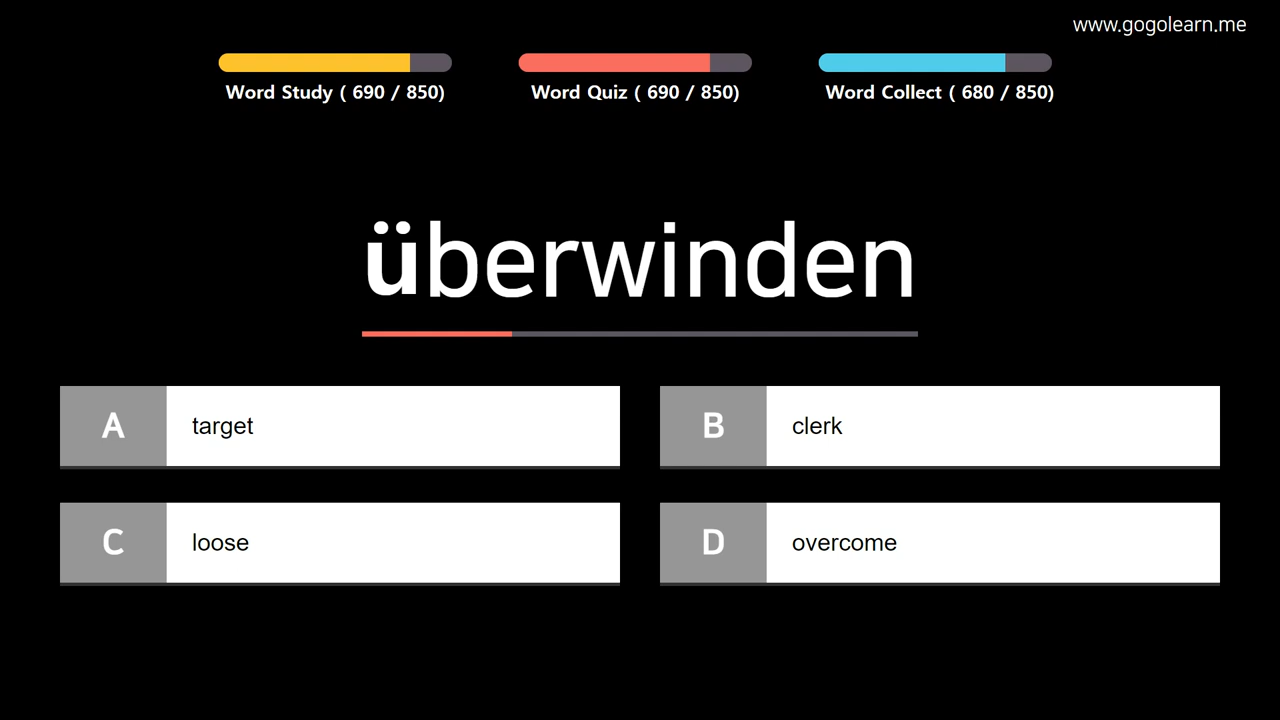 www.gogolearn.me
Word Study ( 690 / 850)
Word Quiz ( 690 / 850)
Word Collect ( 680 / 850)
überwinden
A target
B clerk
C loose
D overcome